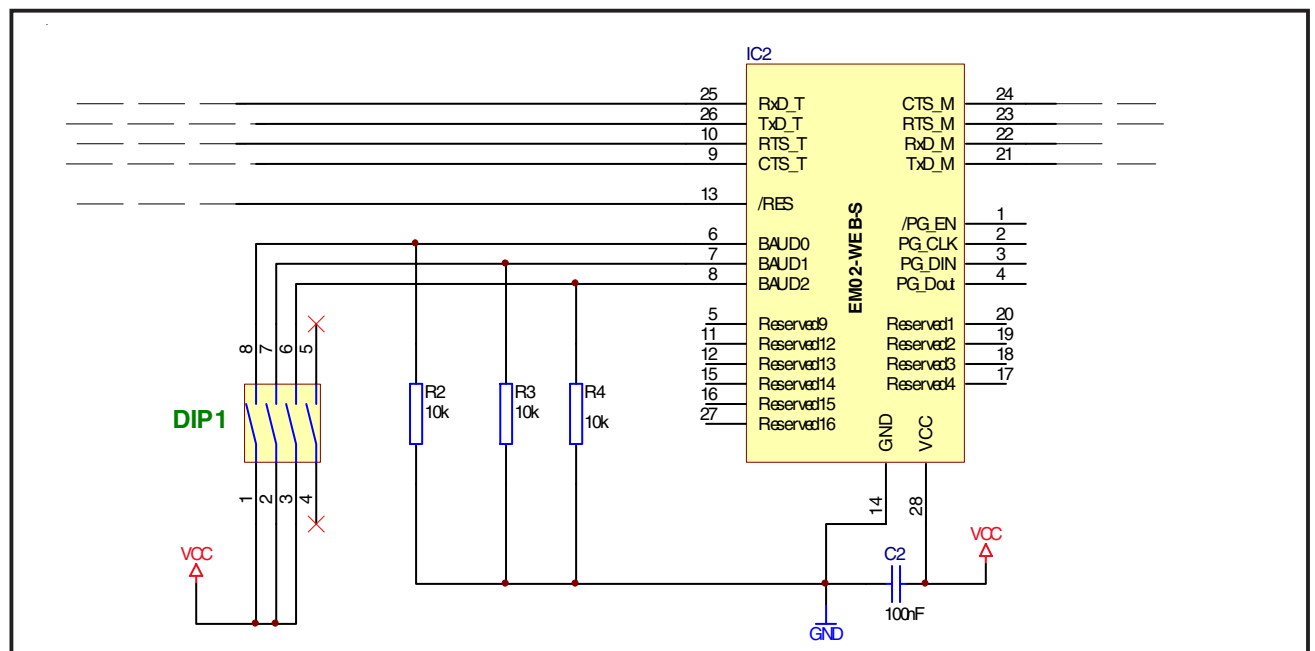 IC2
25 RxD_T CTS_M 24
26 TxD_T RTS_M 23
10 RTS_T RxD_M 22
9 CTS_T TxD_M 21
13 /RES
/PG_EN 1
6 BAUD0 PG_CLK 2
7 BAUD1 PG_DIN 3
8 BAUD2 PG_Dout 4
EM02-WEB-S
5 Reserved9 Reserved1 20
11 Reserved12 Reserved2 19
12 Reserved13 Reserved3 18
15 Reserved14 Reserved4 17
16 Reserved15
27 Reserved16
GND VCC
14 28
8 7 6 5
DIP1
1 2 3 4
R2 R3 R4
10k 10k 10k
VCC
C2 VCC
100nF
GND